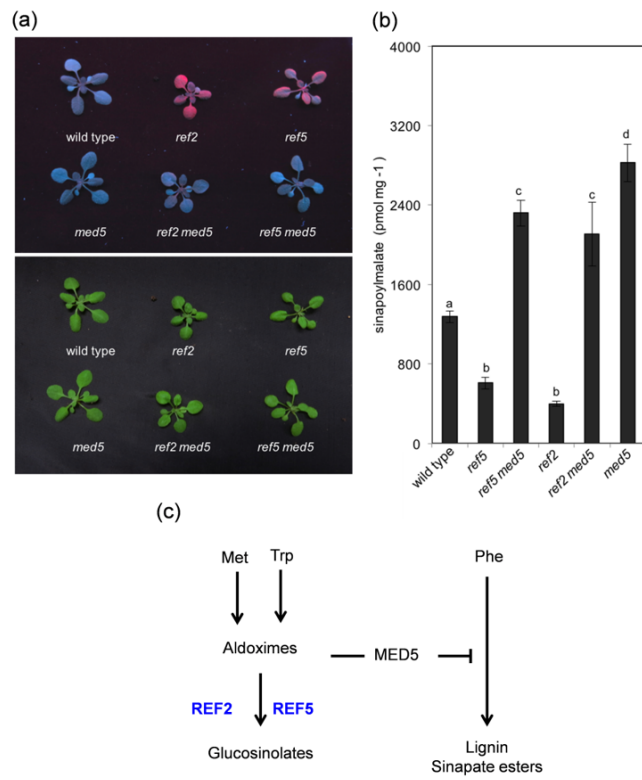 (a)
wild type ref2 ref5
med5 ref2 med5 ref5 med5
wild type ref2 ref5
med5 ref2 med5 ref5 med5
(b)
sinapoylmalate (pmol mg -1 )
4000
3200
2400
1600
800
0
a b c b c d
wild type ref5 ref5 med5 ref2 ref2 med5 med5
(c)
Met Trp Phe
Aldoximes MED5
REF2 REF5
Glucosinolates Lignin
Sinapate esters